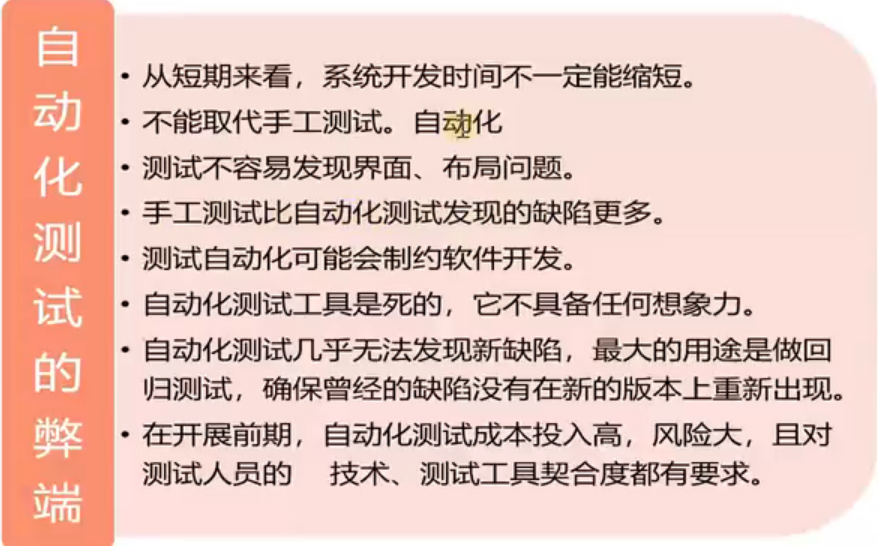 自动化测试的弊端
• 从短期来看，系统开发时间不一定能缩短。
• 不能取代手工测试。自动化
• 测试不容易发现界面、布局问题。
• 手工测试比自动化测试发现的缺陷更多。
• 测试自动化可能会制约软件开发。
• 自动化测试工具是死的，它不具备任何想象力。
• 自动化测试几乎无法发现新缺陷，最大的用途是做回
归测试，确保曾经的缺陷没有在新的版本上重新出现。
• 在开展前期，自动化测试成本投入高，风险大，且对
测试人员的 技术、测试工具契合度都有要求。